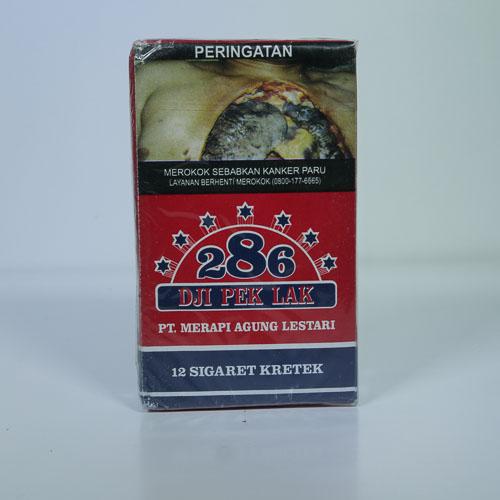 PERINGATAN
MEROKOK SEBABKAN KANKER PARU
LAYANAN BERHENTI MEROKOK (0800-177-6565)
286
DJI PEK LAK
PT. MERAPI AGUNG LESTARI
12 SIGARET KRETEK